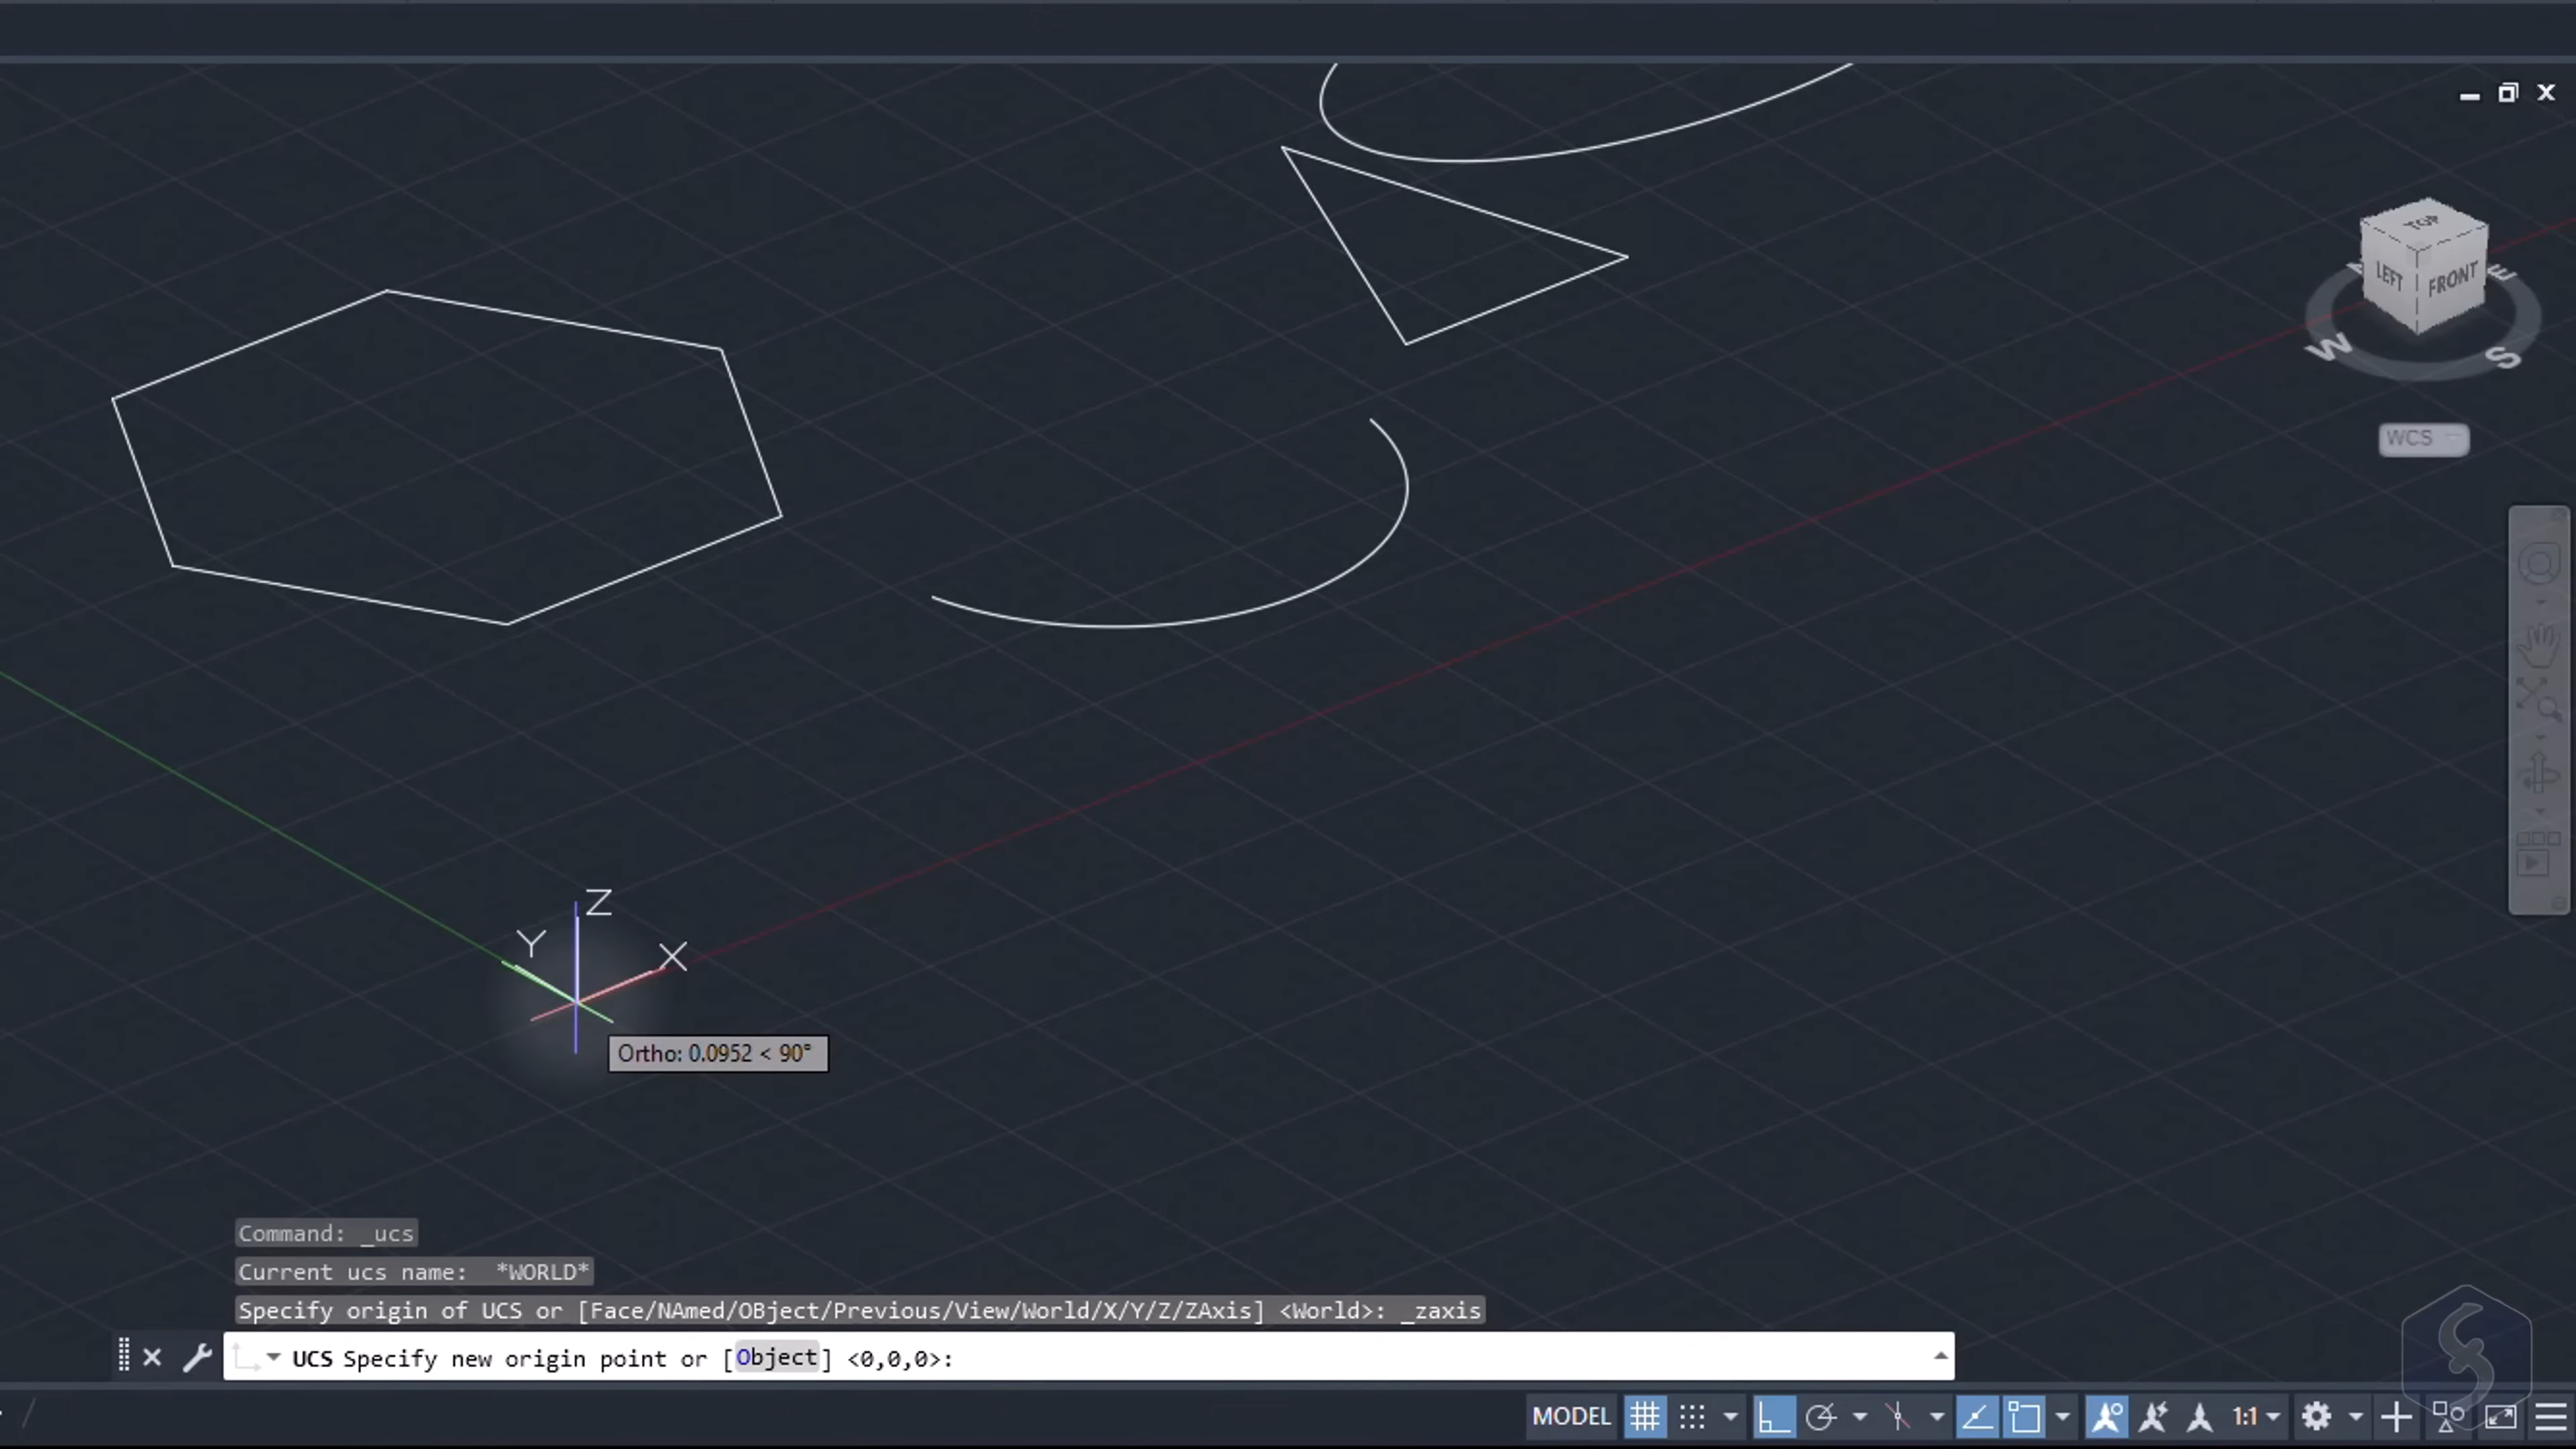 TOP
LEFT
FRONT
E
W
S
WCS
Z
Y
X
Ortho: 0.0952 < 90°
Command: _ucs
Current ucs name:  *WORLD*
Specify origin of UCS or [Face/NAmed/OBject/Previous/View/World/X/Y/Z/ZAxis] <World>: _zaxis
UCS Specify new origin point or [Object] <0,0,0>:
MODEL
1:1